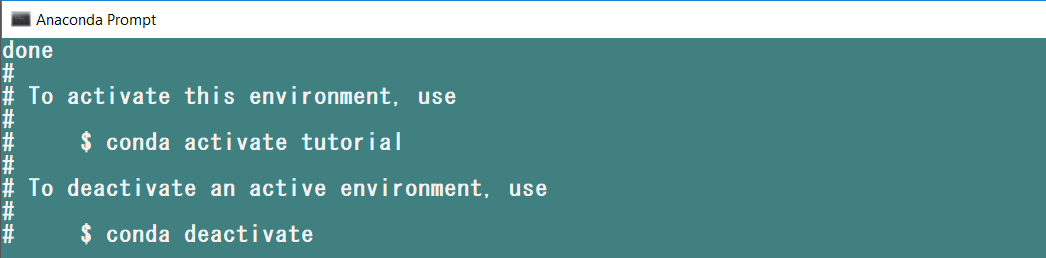 Anaconda Prompt
done
#
# To activate this environment, use
#
#     $ conda activate tutorial
#
# To deactivate an active environment, use
#
#     $ conda deactivate